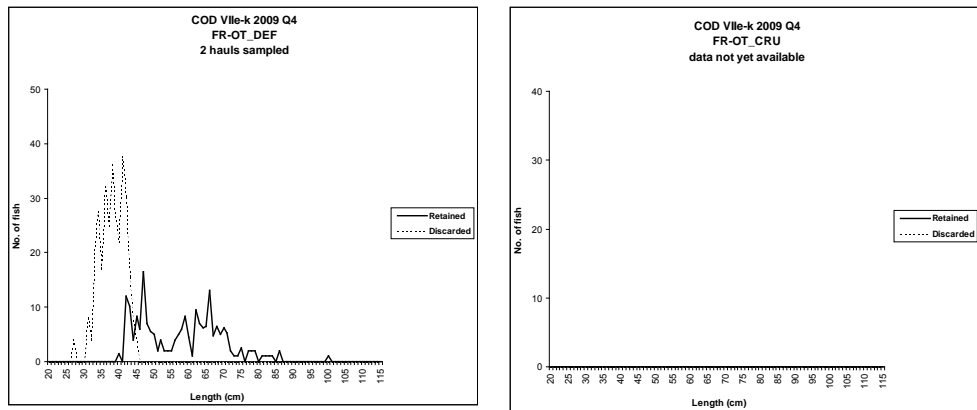 COD VIIe-k 2009 Q4
FR-OT_DEF
2 hauls sampled
50
40
30
20
10
0
No. of fish
20 25 30 35 40 45 50 55 60 65 70 75 80 85 90 95 100 105 110 115
Length (cm)
Retained
Discarded
COD VIIe-k 2009 Q4
FR-OT_CRU
data not yet available
40
30
20
10
0
No. of fish
20 25 30 35 40 45 50 55 60 65 70 75 80 85 90 95 100 105 110 115
Length (cm)
Retained
Discarded